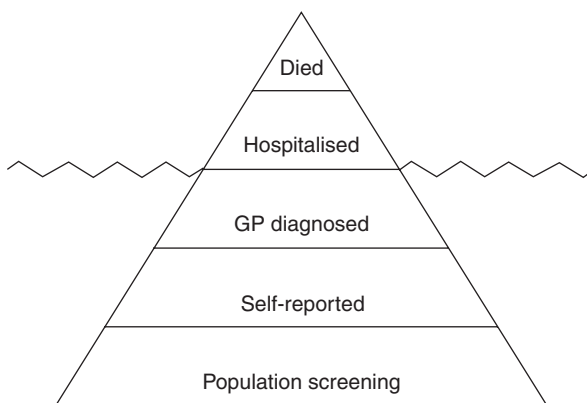 Died
Hospitalised
GP diagnosed
Self-reported
Population screening